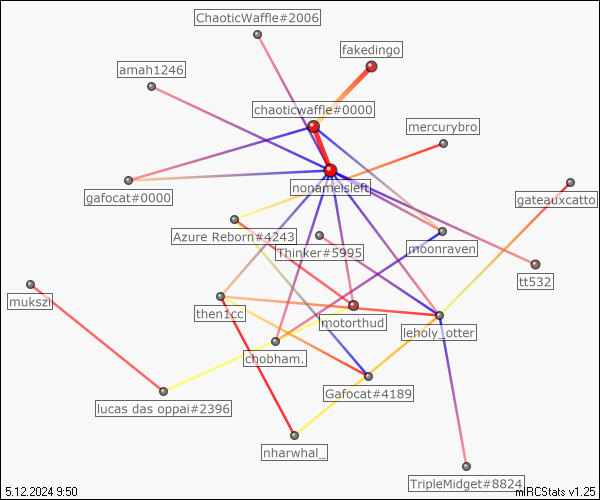 ChaoticWaffle#2006
fakedingo
amah1246
chaoticwaffle#0000
mercurybro
nonameisleft
gafocat#0000
gateauxcatto
Azure Reborn#4243
Thinker#5995
moonraven
tt532
mukszi
then1cc
motorthud
leholy_otter
chobham.
Gafocat#4189
lucas das oppai#2396
nharwhal_
TripleMidget#8824
5.12.2024 9:50
mIRCStats v1.25